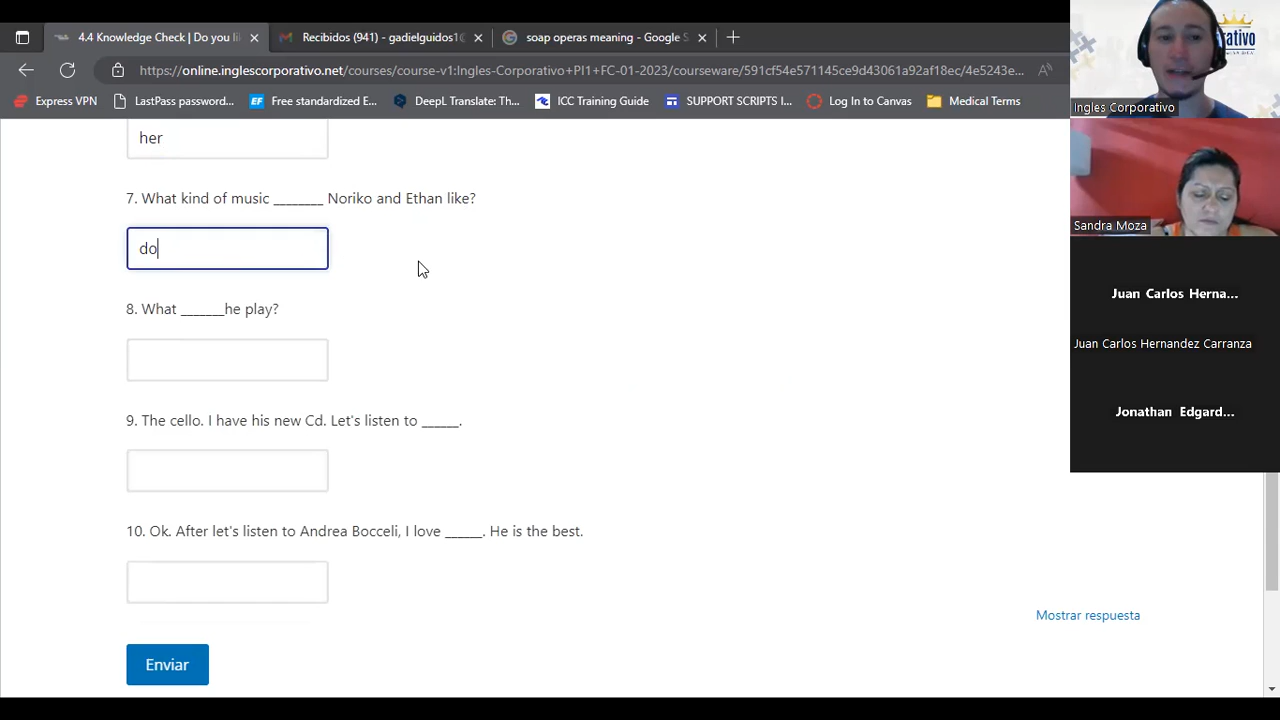 4.4 Knowledge Check | Do you li
Recibidos (941) - gadielguidos1@
soap operas meaning - Google S
https://online.inglescorporativo.net/courses/course-v1:Ingles-Corporativo+PI1+FC-01-2023/courseware/591cf54e571145ce9d43061a92af18ec/4e5243e...
Express VPN
LastPass password...
Free standardized E...
DeepL Translate: Th...
ICC Training Guide
SUPPORT SCRIPTS I...
Log In to Canvas
Medical Terms
her
7. What kind of music ________ Noriko and Ethan like?
do
8. What _______he play?
9. The cello. I have his new Cd. Let's listen to ______.
10. Ok. After let's listen to Andrea Bocceli, I love ______. He is the best.
Mostrar respuesta
Enviar
Ingles Corporativo
Sandra Moza
Juan Carlos Herna...
Juan Carlos Hernandez Carranza
Jonathan Edgard...